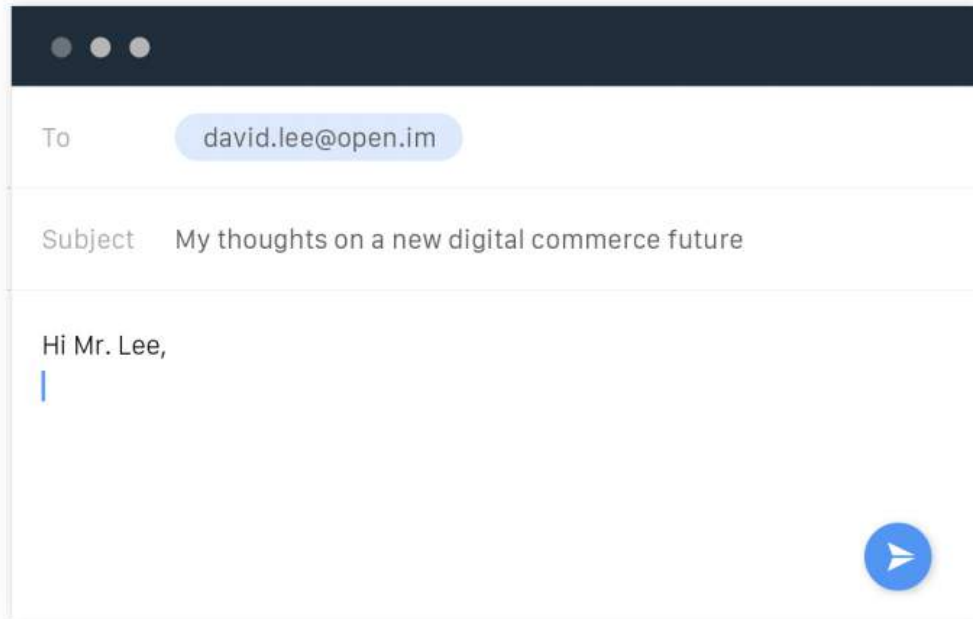 To david.lee@open.im
Subject My thoughts on a new digital commerce future
Hi Mr. Lee,